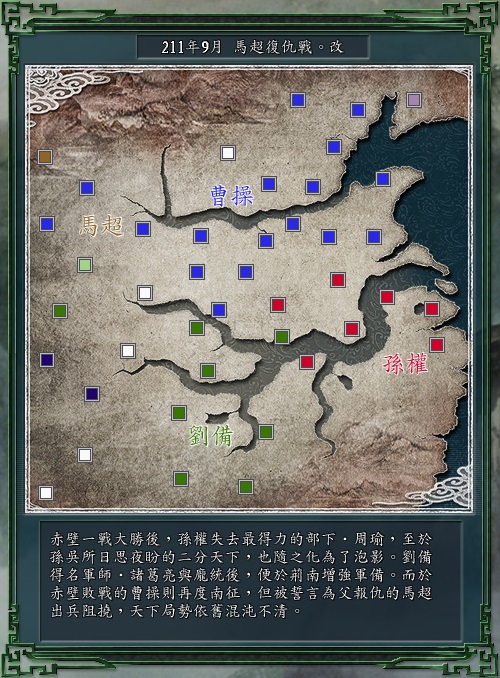 211年9月 馬超復仇戰。改
曹操
馬超
孫權
劉備
赤壁一戰大勝後，孫權失去最得力的部下‧周瑜，至於
孫吳所日思夜盼的二分天下，也隨之化為了泡影。劉備
得名軍師‧諸葛亮與龐統後，使於荊南增強軍備。而於
赤壁敗戰的曹操則再度南征，但被誓言為父報仇的馬超
出兵阻撓，天下局勢依舊混沌不清。